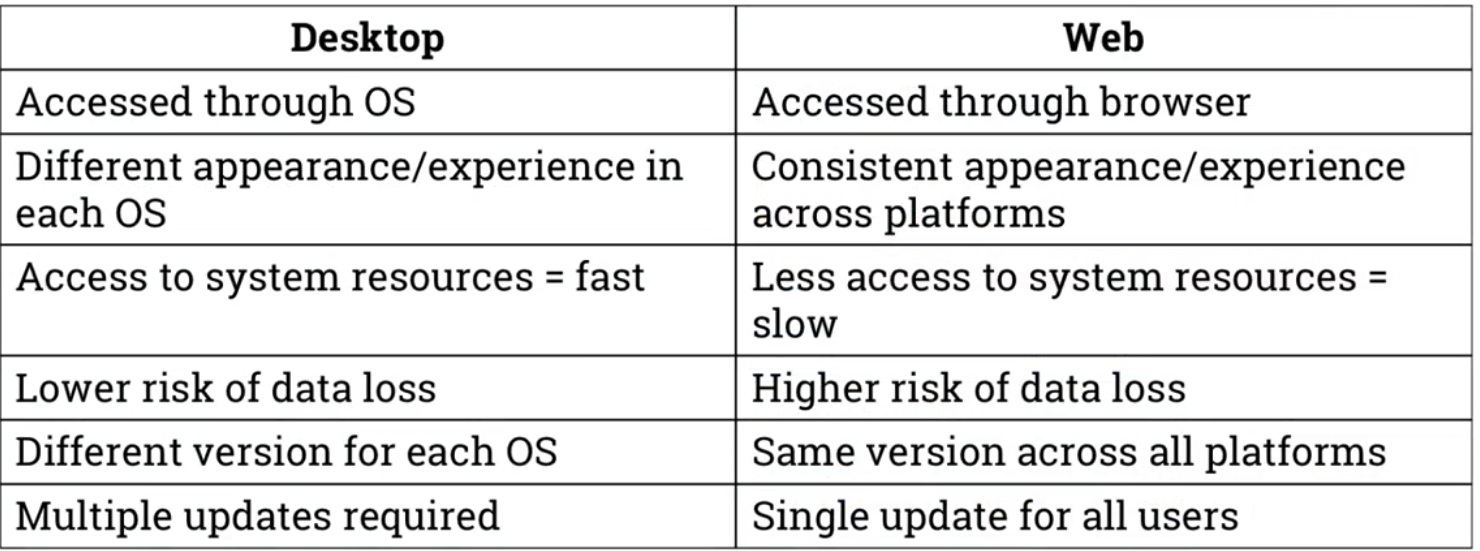 Desktop
Web
Accessed through OS
Accessed through browser
Different appearance/experience in
each OS
Consistent appearance/experience
across platforms
Access to system resources = fast
Less access to system resources =
slow
Lower risk of data loss
Higher risk of data loss
Different version for each OS
Same version across all platforms
Multiple updates required
Single update for all users